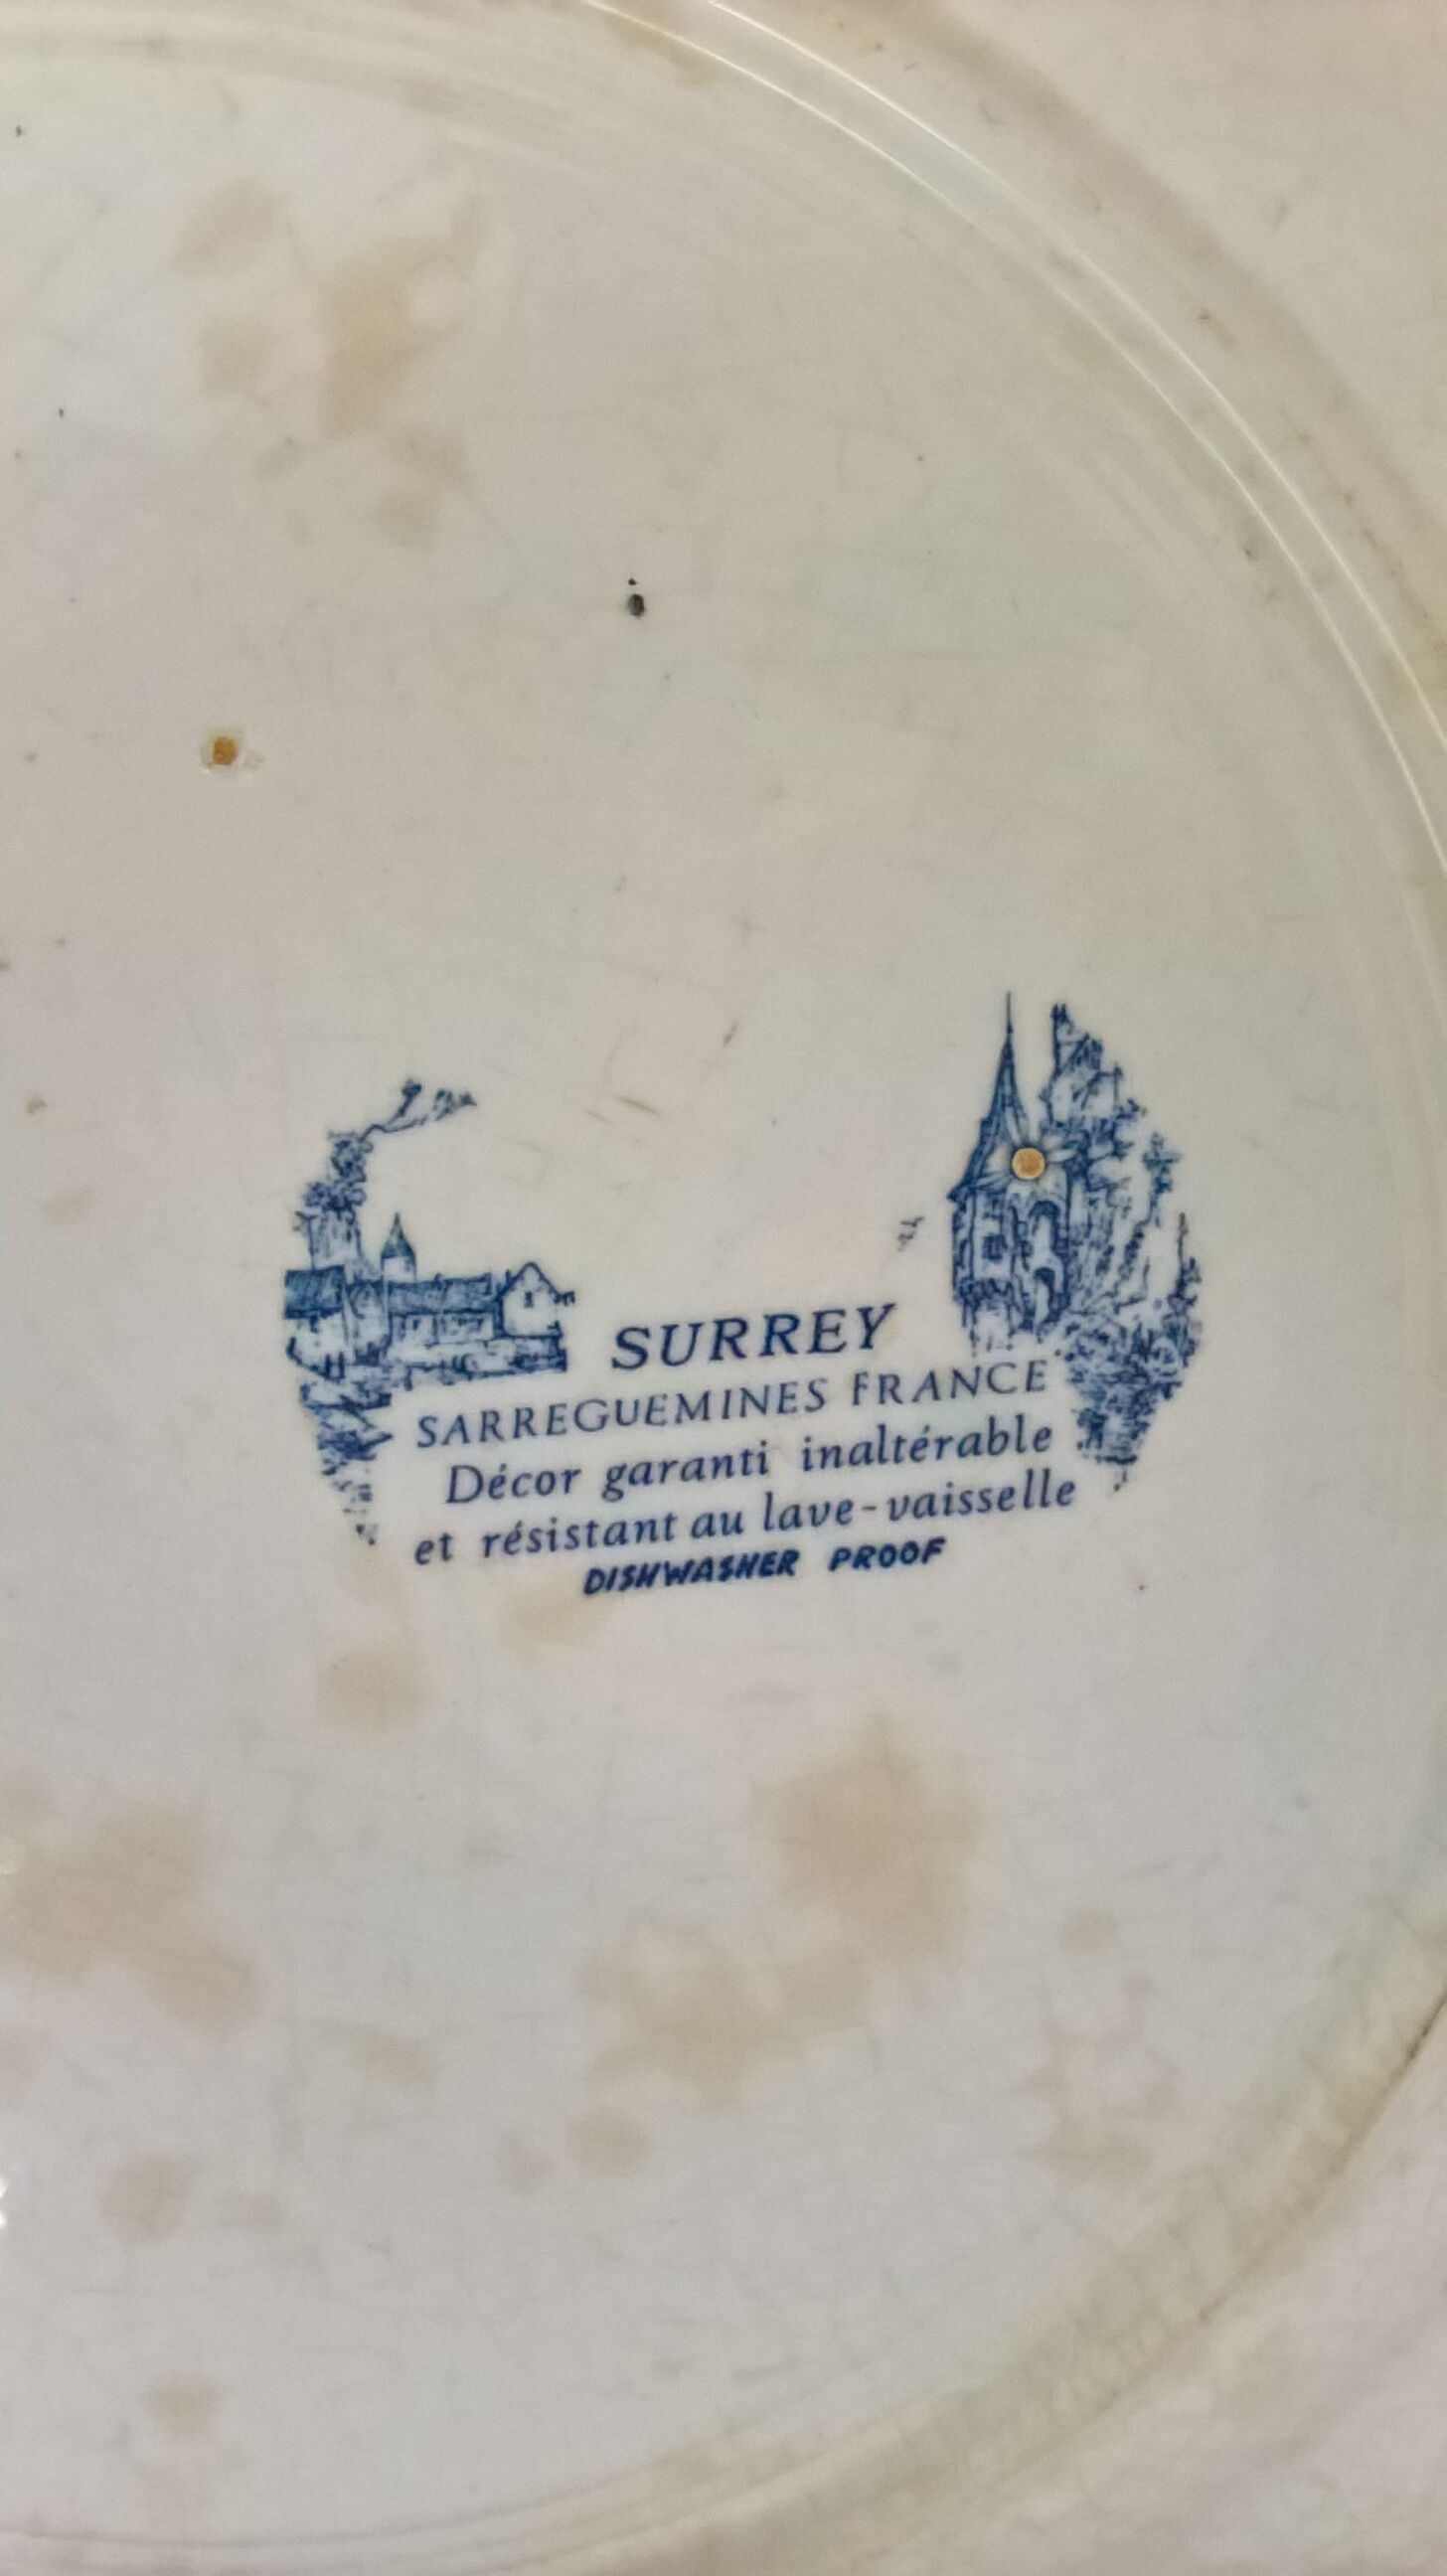 SURREY
SARREGUEMINES FRANCE
Décor garanti inaltérable
et résistant au lave-vaisselle
DISHWASHER PROOF